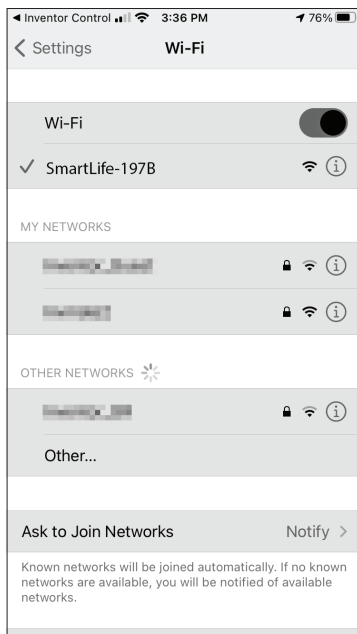 ◀ Inventor Control 3:36 PM 76%
Settings Wi-Fi
Wi-Fi
✓ SmartLife-197B
MY NETWORKS
OTHER NETWORKS
Other...
Ask to Join Networks Notify >
Known networks will be joined automatically. If no known
networks are available, you will be notified of available
networks.